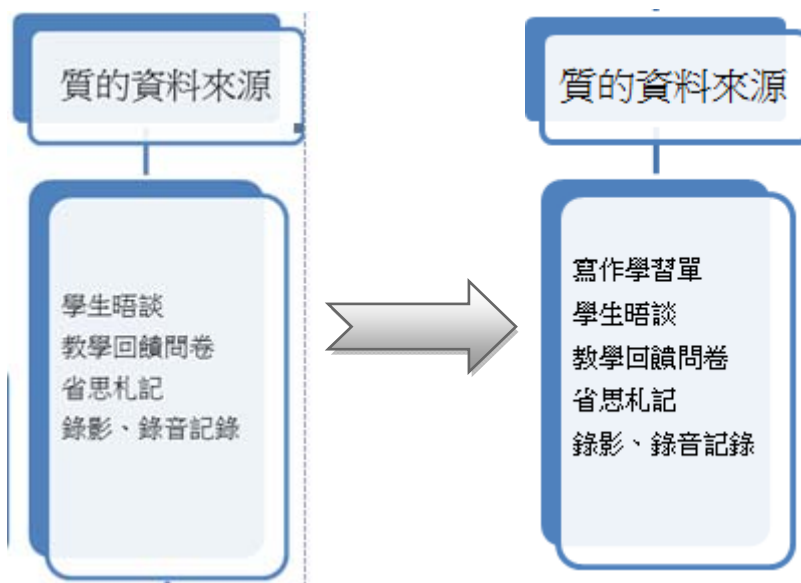 質的資料來源
學生晤談
教學回饋問卷
省思札記
錄影、錄音記錄
質的資料來源
寫作學習單
學生晤談
教學回饋問卷
省思札記
錄影、錄音記錄